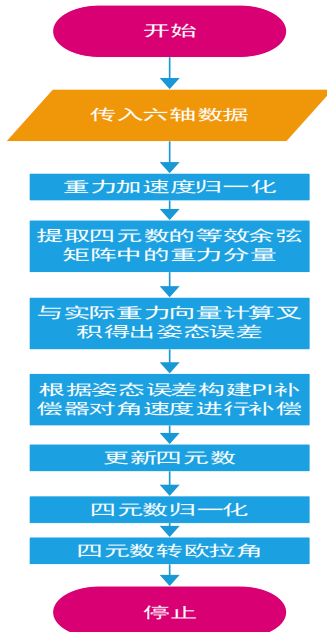 开始
传入六轴数据
重力加速度归一化
提取四元数的等效余弦
矩阵中的重力分量
与实际重力向量计算叉
积得出姿态误差
根据姿态误差构建PI补
偿器对角速度进行补偿
更新四元数
四元数归一化
四元数转欧拉角
停止